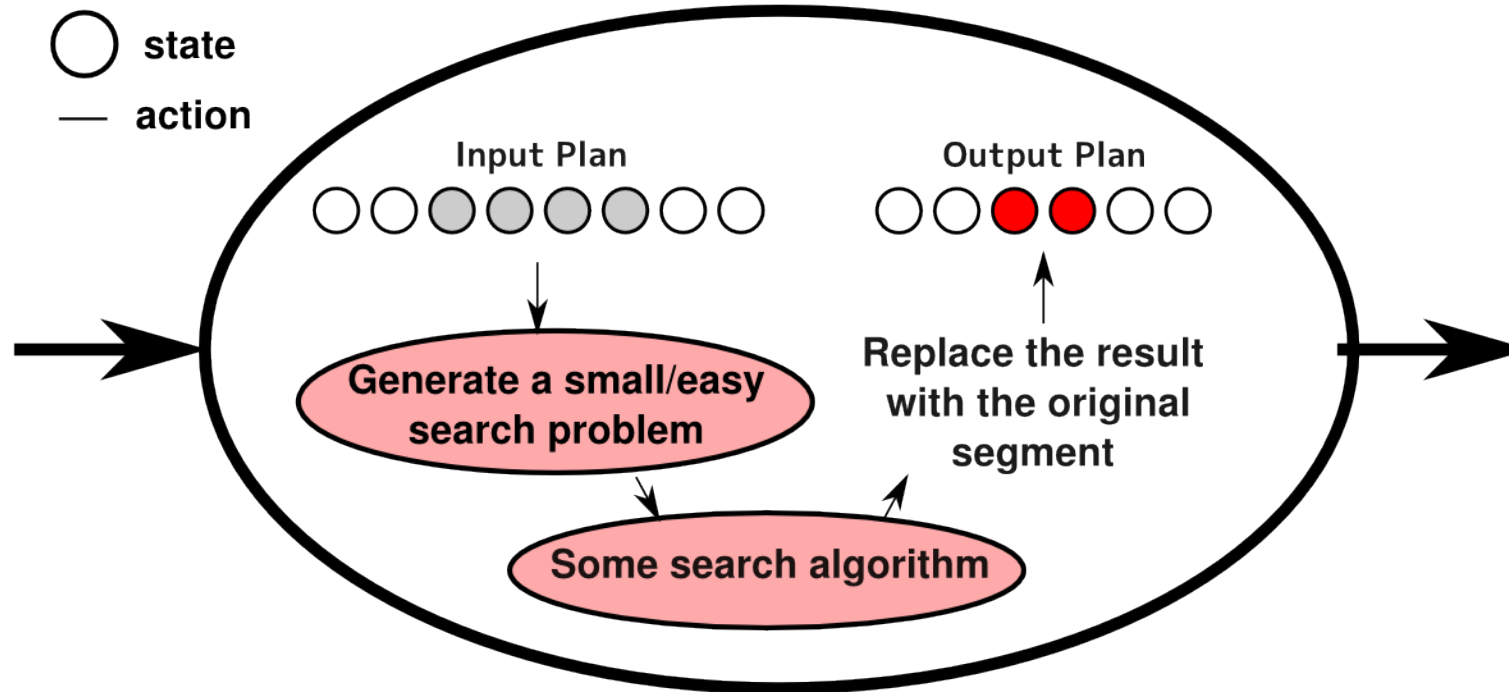 state
action
Input Plan
Output Plan
Generate a small/easy
search problem
Some search algorithm
Replace the result
with the original
segment